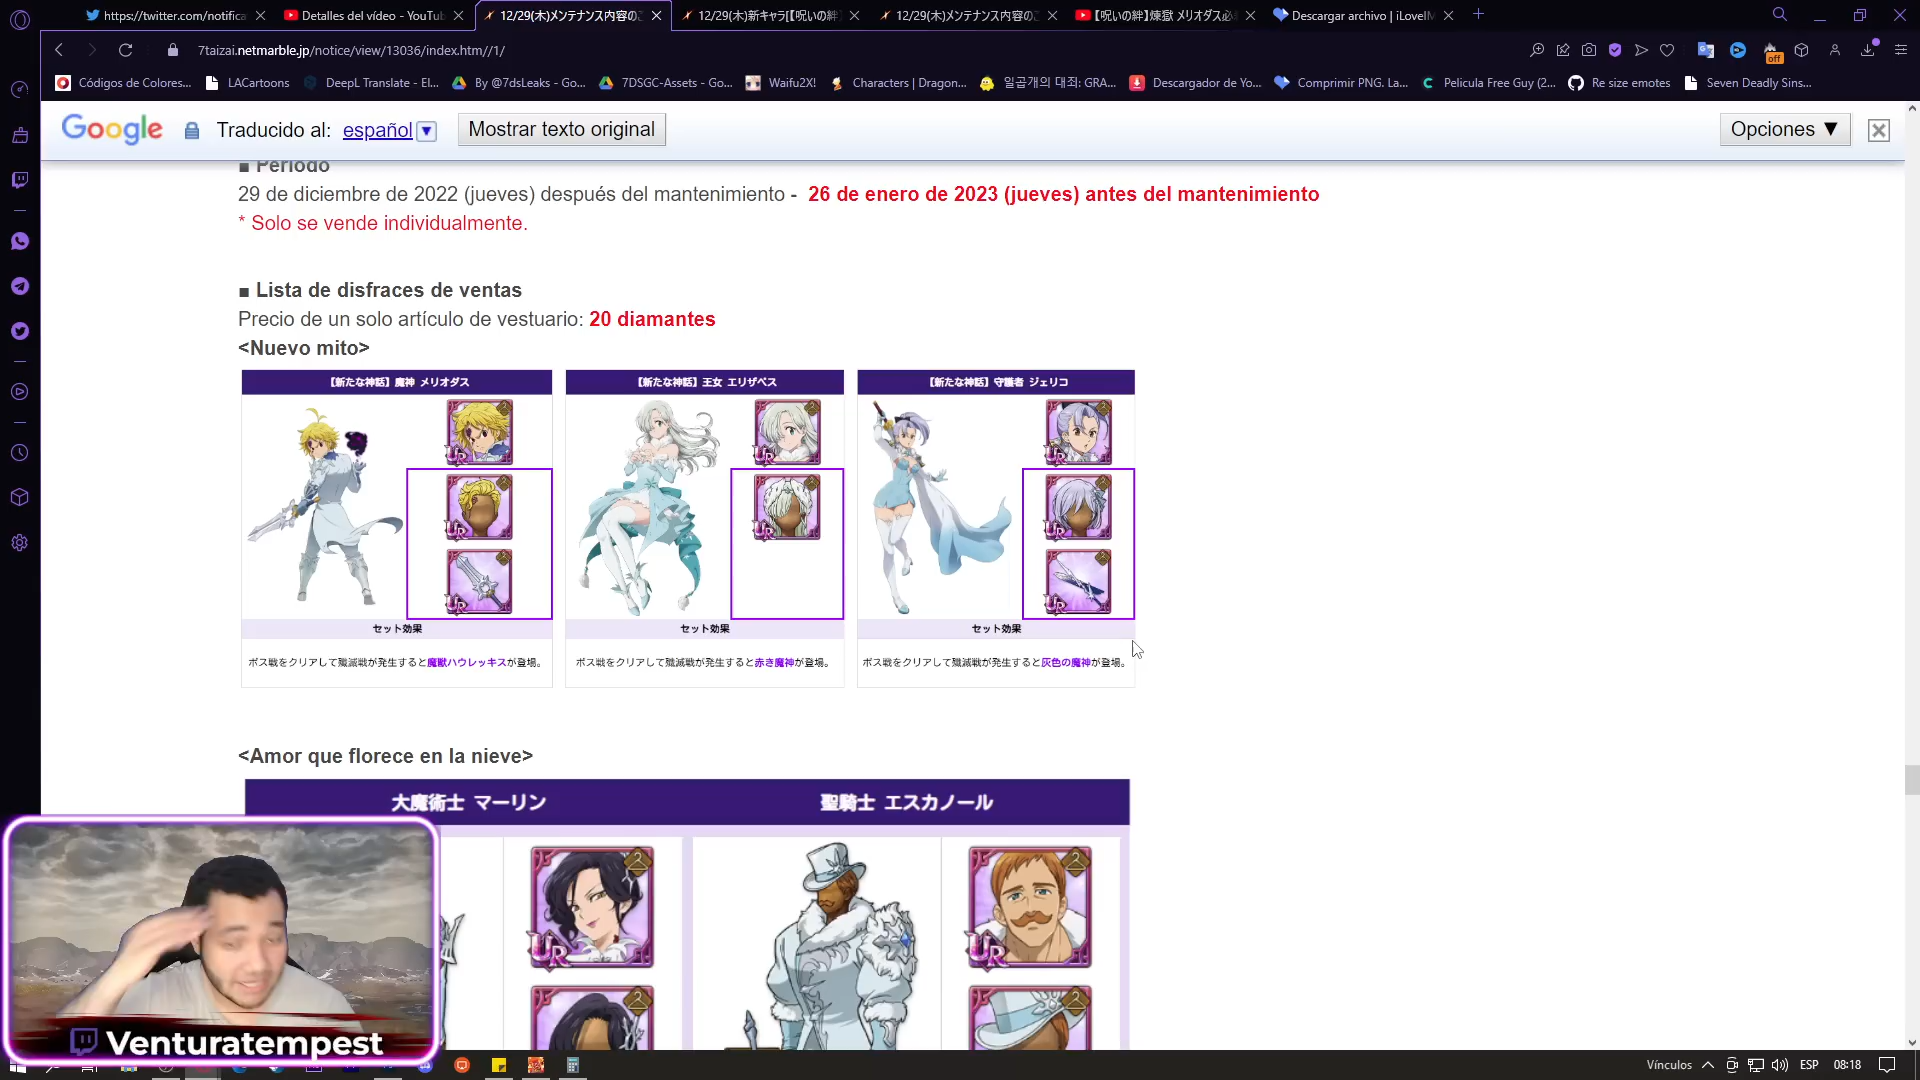 https://twitter.com/notifica
Detalles del vídeo - YouTub
12/29(木)メンテナンス内容のご
12/29(木)新キャラ[【呪いの絆】
12/29(木)メンテナンス内容のご
【呪いの絆】煉獄 メリオダス必
Descargar archivo | iLoveIM
7taizai.netmarble.jp/notice/view/13036/index.htm//1/
off
Códigos de Colores...
LACartoons
DeepL Translate - El...
By @7dsLeaks - Go...
7DSGC-Assets - Go...
Waifu2X!
Characters | Dragon...
일곱개의 대죄: GRA...
Descargador de Yo...
Comprimir PNG. La...
Pelicula Free Guy (2...
Re size emotes
Seven Deadly Sins...
Google
Traducido al: español
Mostrar texto original
Opciones ▼
■ Período
29 de diciembre de 2022 (jueves) después del mantenimiento - 26 de enero de 2023 (jueves) antes del mantenimiento
* Solo se vende individualmente.
■ Lista de disfraces de ventas
Precio de un solo artículo de vestuario: 20 diamantes
<Nuevo mito>
【新たな神話】魔神 メリオダス
【新たな神話】王女 エリザベス
【新たな神話】守護者 ジェリコ
UR
UR
UR
UR
UR
UR
UR
UR
セット効果
セット効果
セット効果
ボス戦をクリアして殲滅戦が発生すると魔獣ハウレッキスが登場。
ボス戦をクリアして殲滅戦が発生すると赤き魔神が登場。
ボス戦をクリアして殲滅戦が発生すると灰色の魔神が登場。
<Amor que florece en la nieve>
大魔術士 マーリン
聖騎士 エスカノール
UR
UR
Venturatempest
Vínculos
ESP
08:18